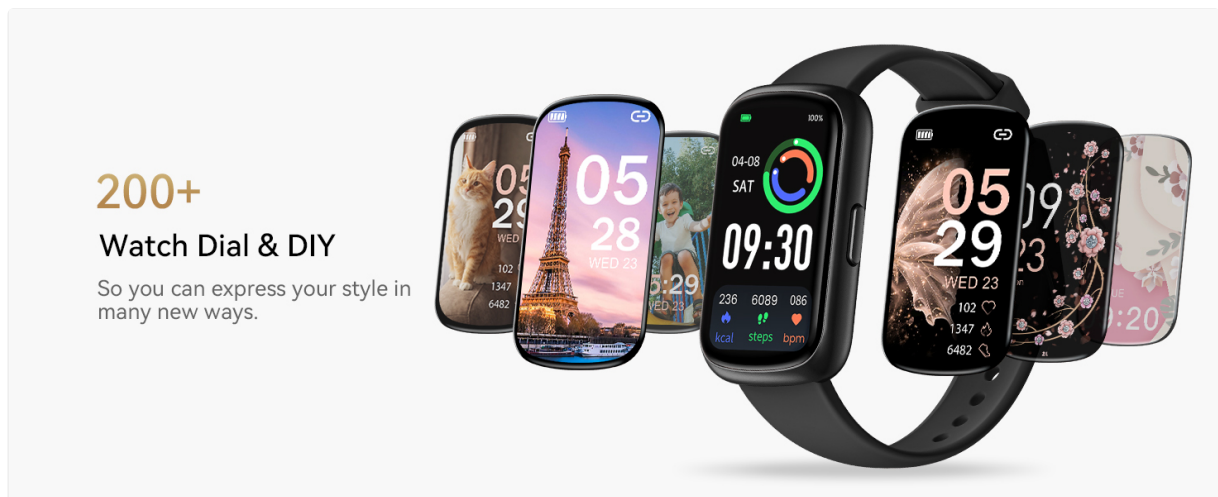 200+
Watch Dial & DIY
So you can express your style in
many new ways.
05
29
WED
102
1347
6482
05
28
WED 23
5:29
WED 23
100%
04-08
SAT
09:30
236 6089 086
kcal steps bpm
05
29
WED 23
102
1347
6482
09
23
:20